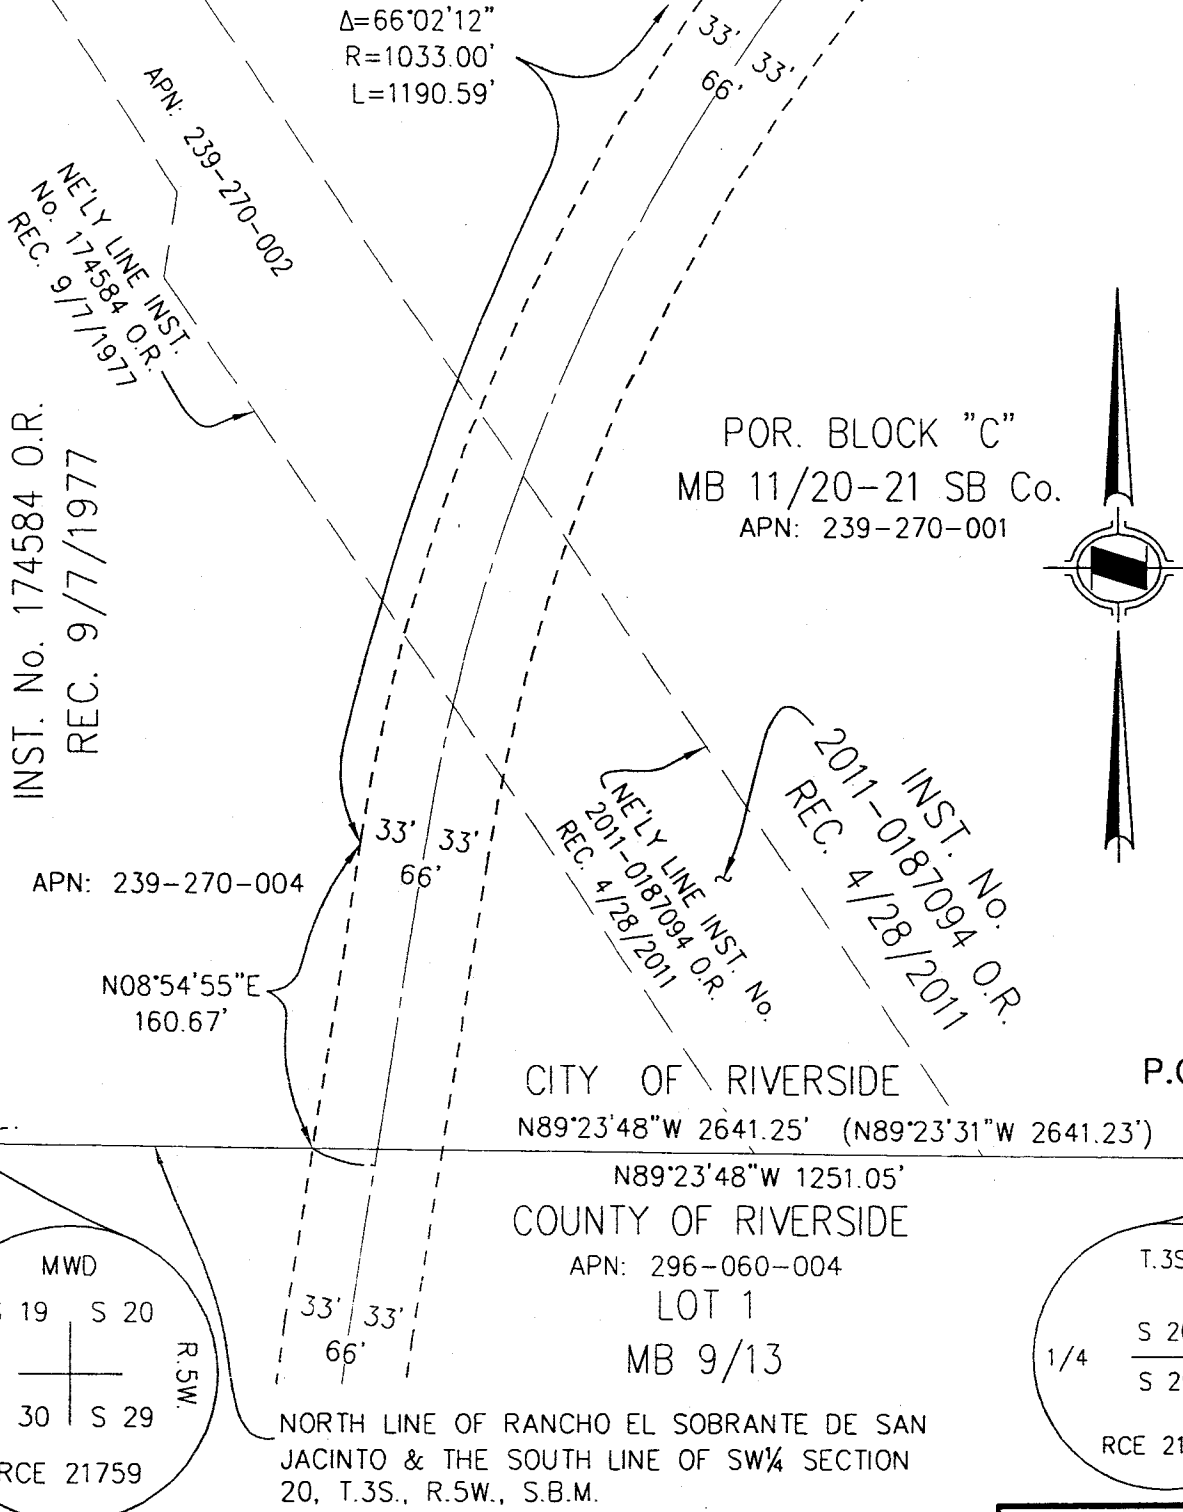 Δ=66°02'12"
R=1033.00'
L=1190.59'
33' 33'
66'
APN: 239-270-002
NE'LY LINE INST.
No. 174584 O.R.
REC. 9/7/1977
INST. No. 174584 O.R.
REC. 9/7/1977
POR. BLOCK "C"
MB 11/20-21 SB Co.
APN: 239-270-001
INST. No.
2011-0187094 O.R.
REC. 4/28/2011
NE'LY LINE INST. No.
2011-0187094 O.R.
REC. 4/28/2011
33' 33'
66'
APN: 239-270-004
N08°54'55"E
160.67'
CITY OF RIVERSIDE
N89°23'48"W 2641.25' (N89°23'31"W 2641.23')
N89°23'48"W 1251.05'
COUNTY OF RIVERSIDE
APN: 296-060-004
LOT 1
MB 9/13
33' 33'
66'
MWD
19 S 20
R.5W.
30 S 29
RCE 21759
T.3S
1/4
S
S
RCE
NORTH LINE OF RANCHO EL SOBRANTE DE SAN
JACINTO & THE SOUTH LINE OF SW¼ SECTION
20, T.3S., R.5W., S.B.M.